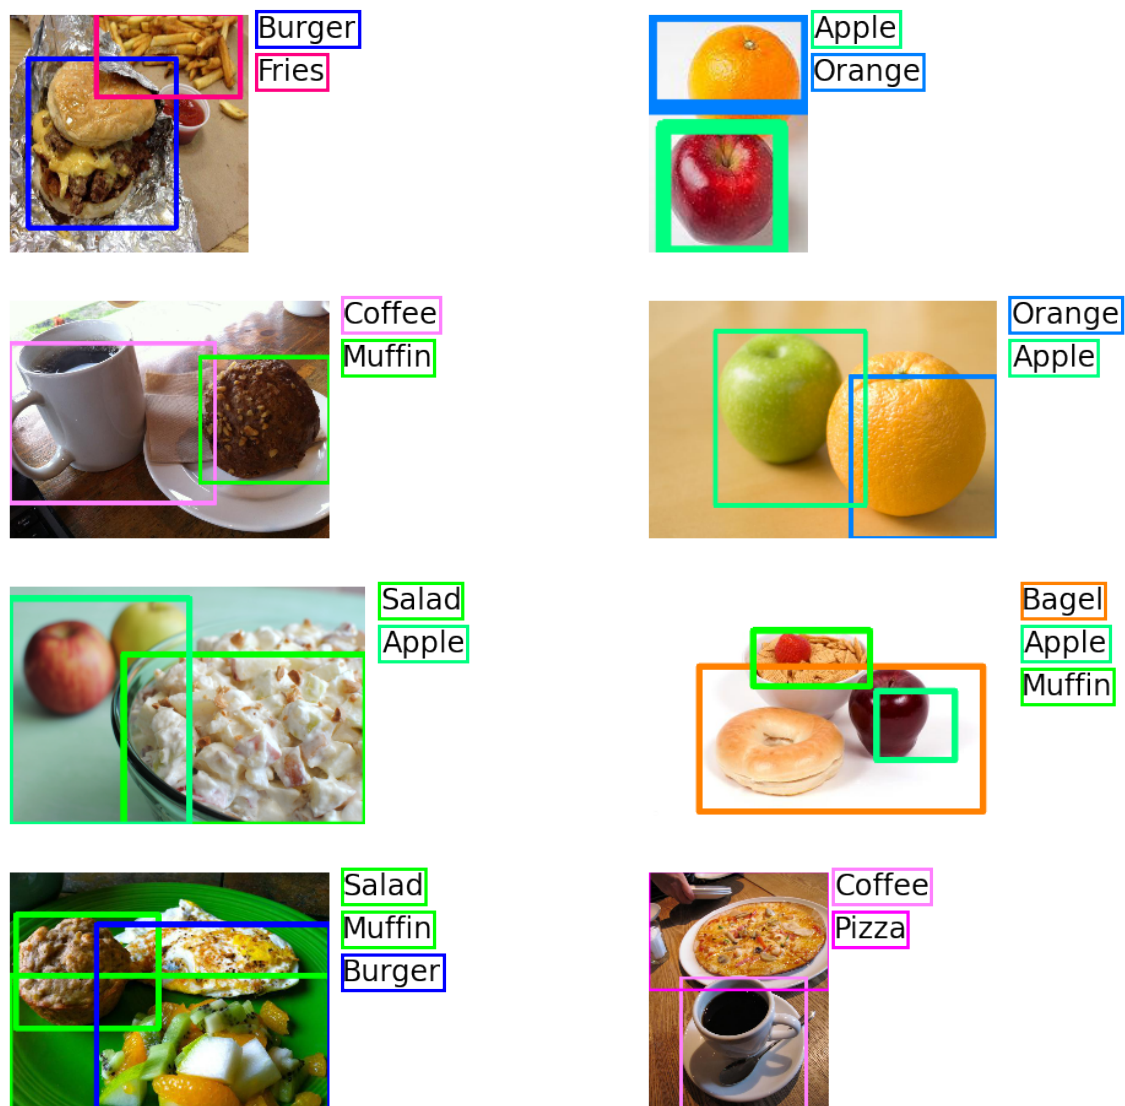 Burger
Fries
Apple
Orange
Coffee
Muffin
Orange
Apple
Salad
Apple
Bagel
Apple
Muffin
Salad
Muffin
Burger
Coffee
Pizza